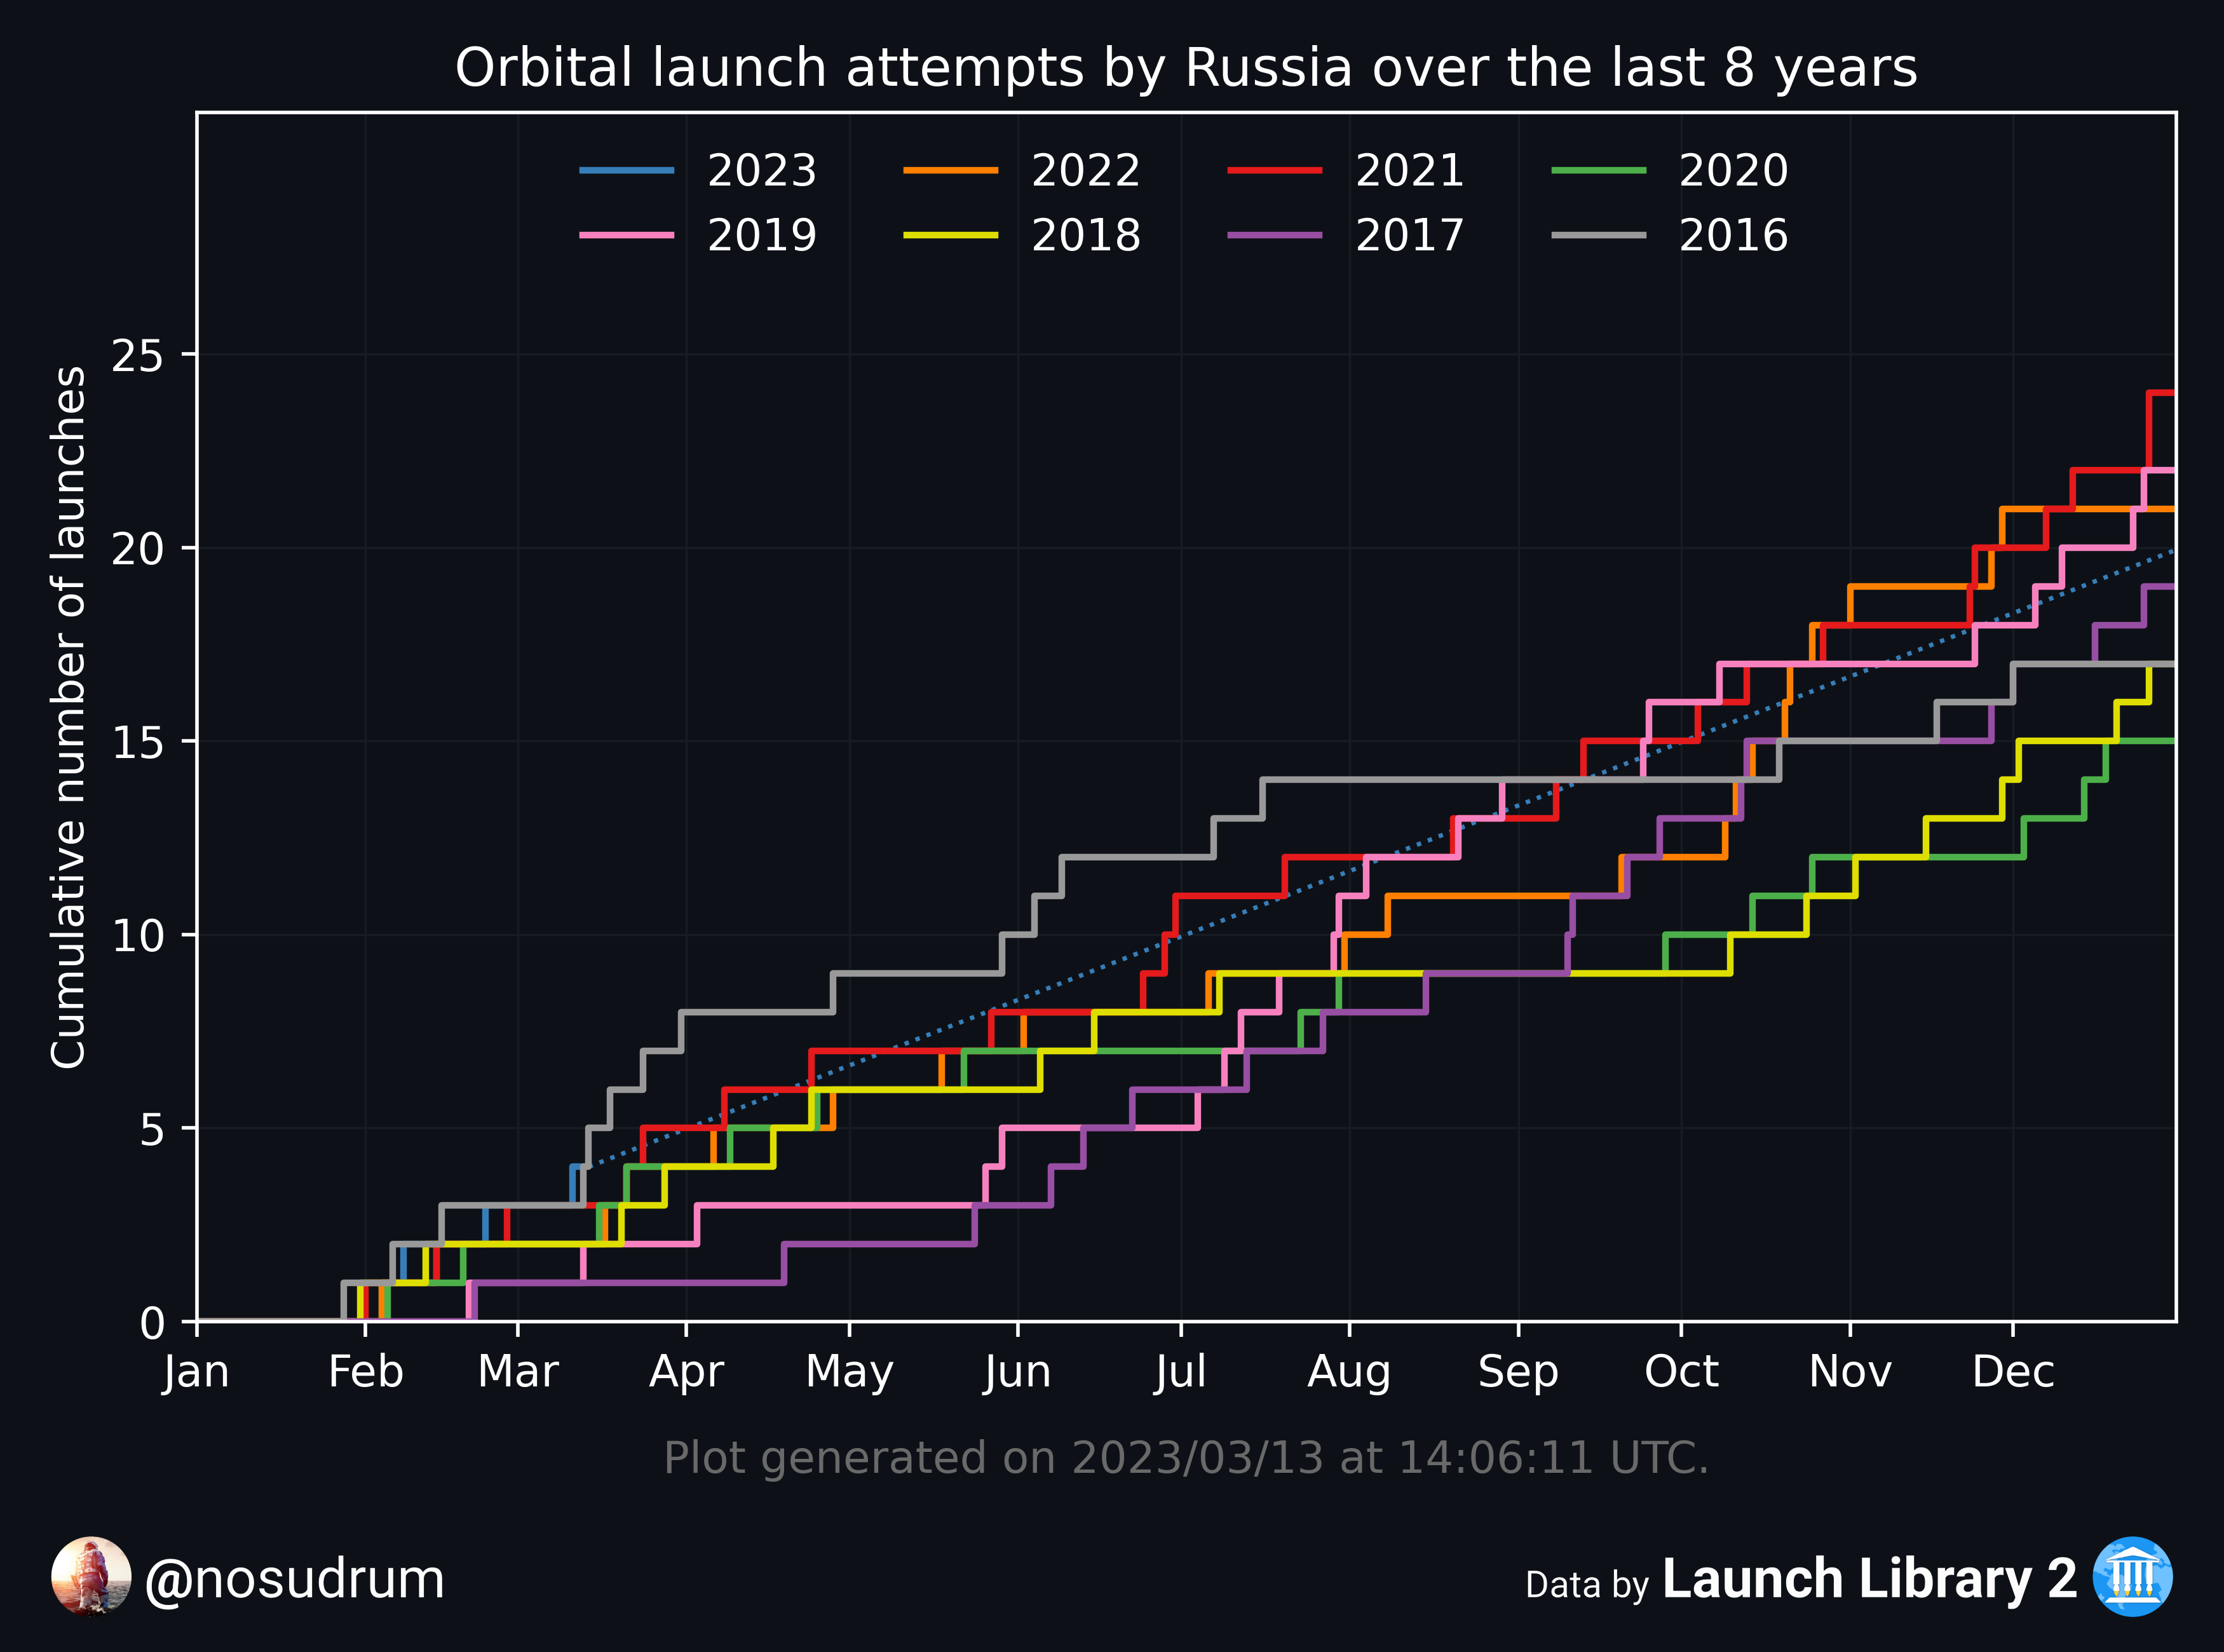 Orbital launch attempts by Russia over the last 8 years
2023 2022 2021 2020
2019 2018 2017 2016
Cumulative number of launches
25
20
15
10
5
0
Jan Feb Mar Apr May Jun Jul Aug Sep Oct Nov Dec
Plot generated on 2023/03/13 at 14:06:11 UTC.
@nosudrum
Data by Launch Library 2